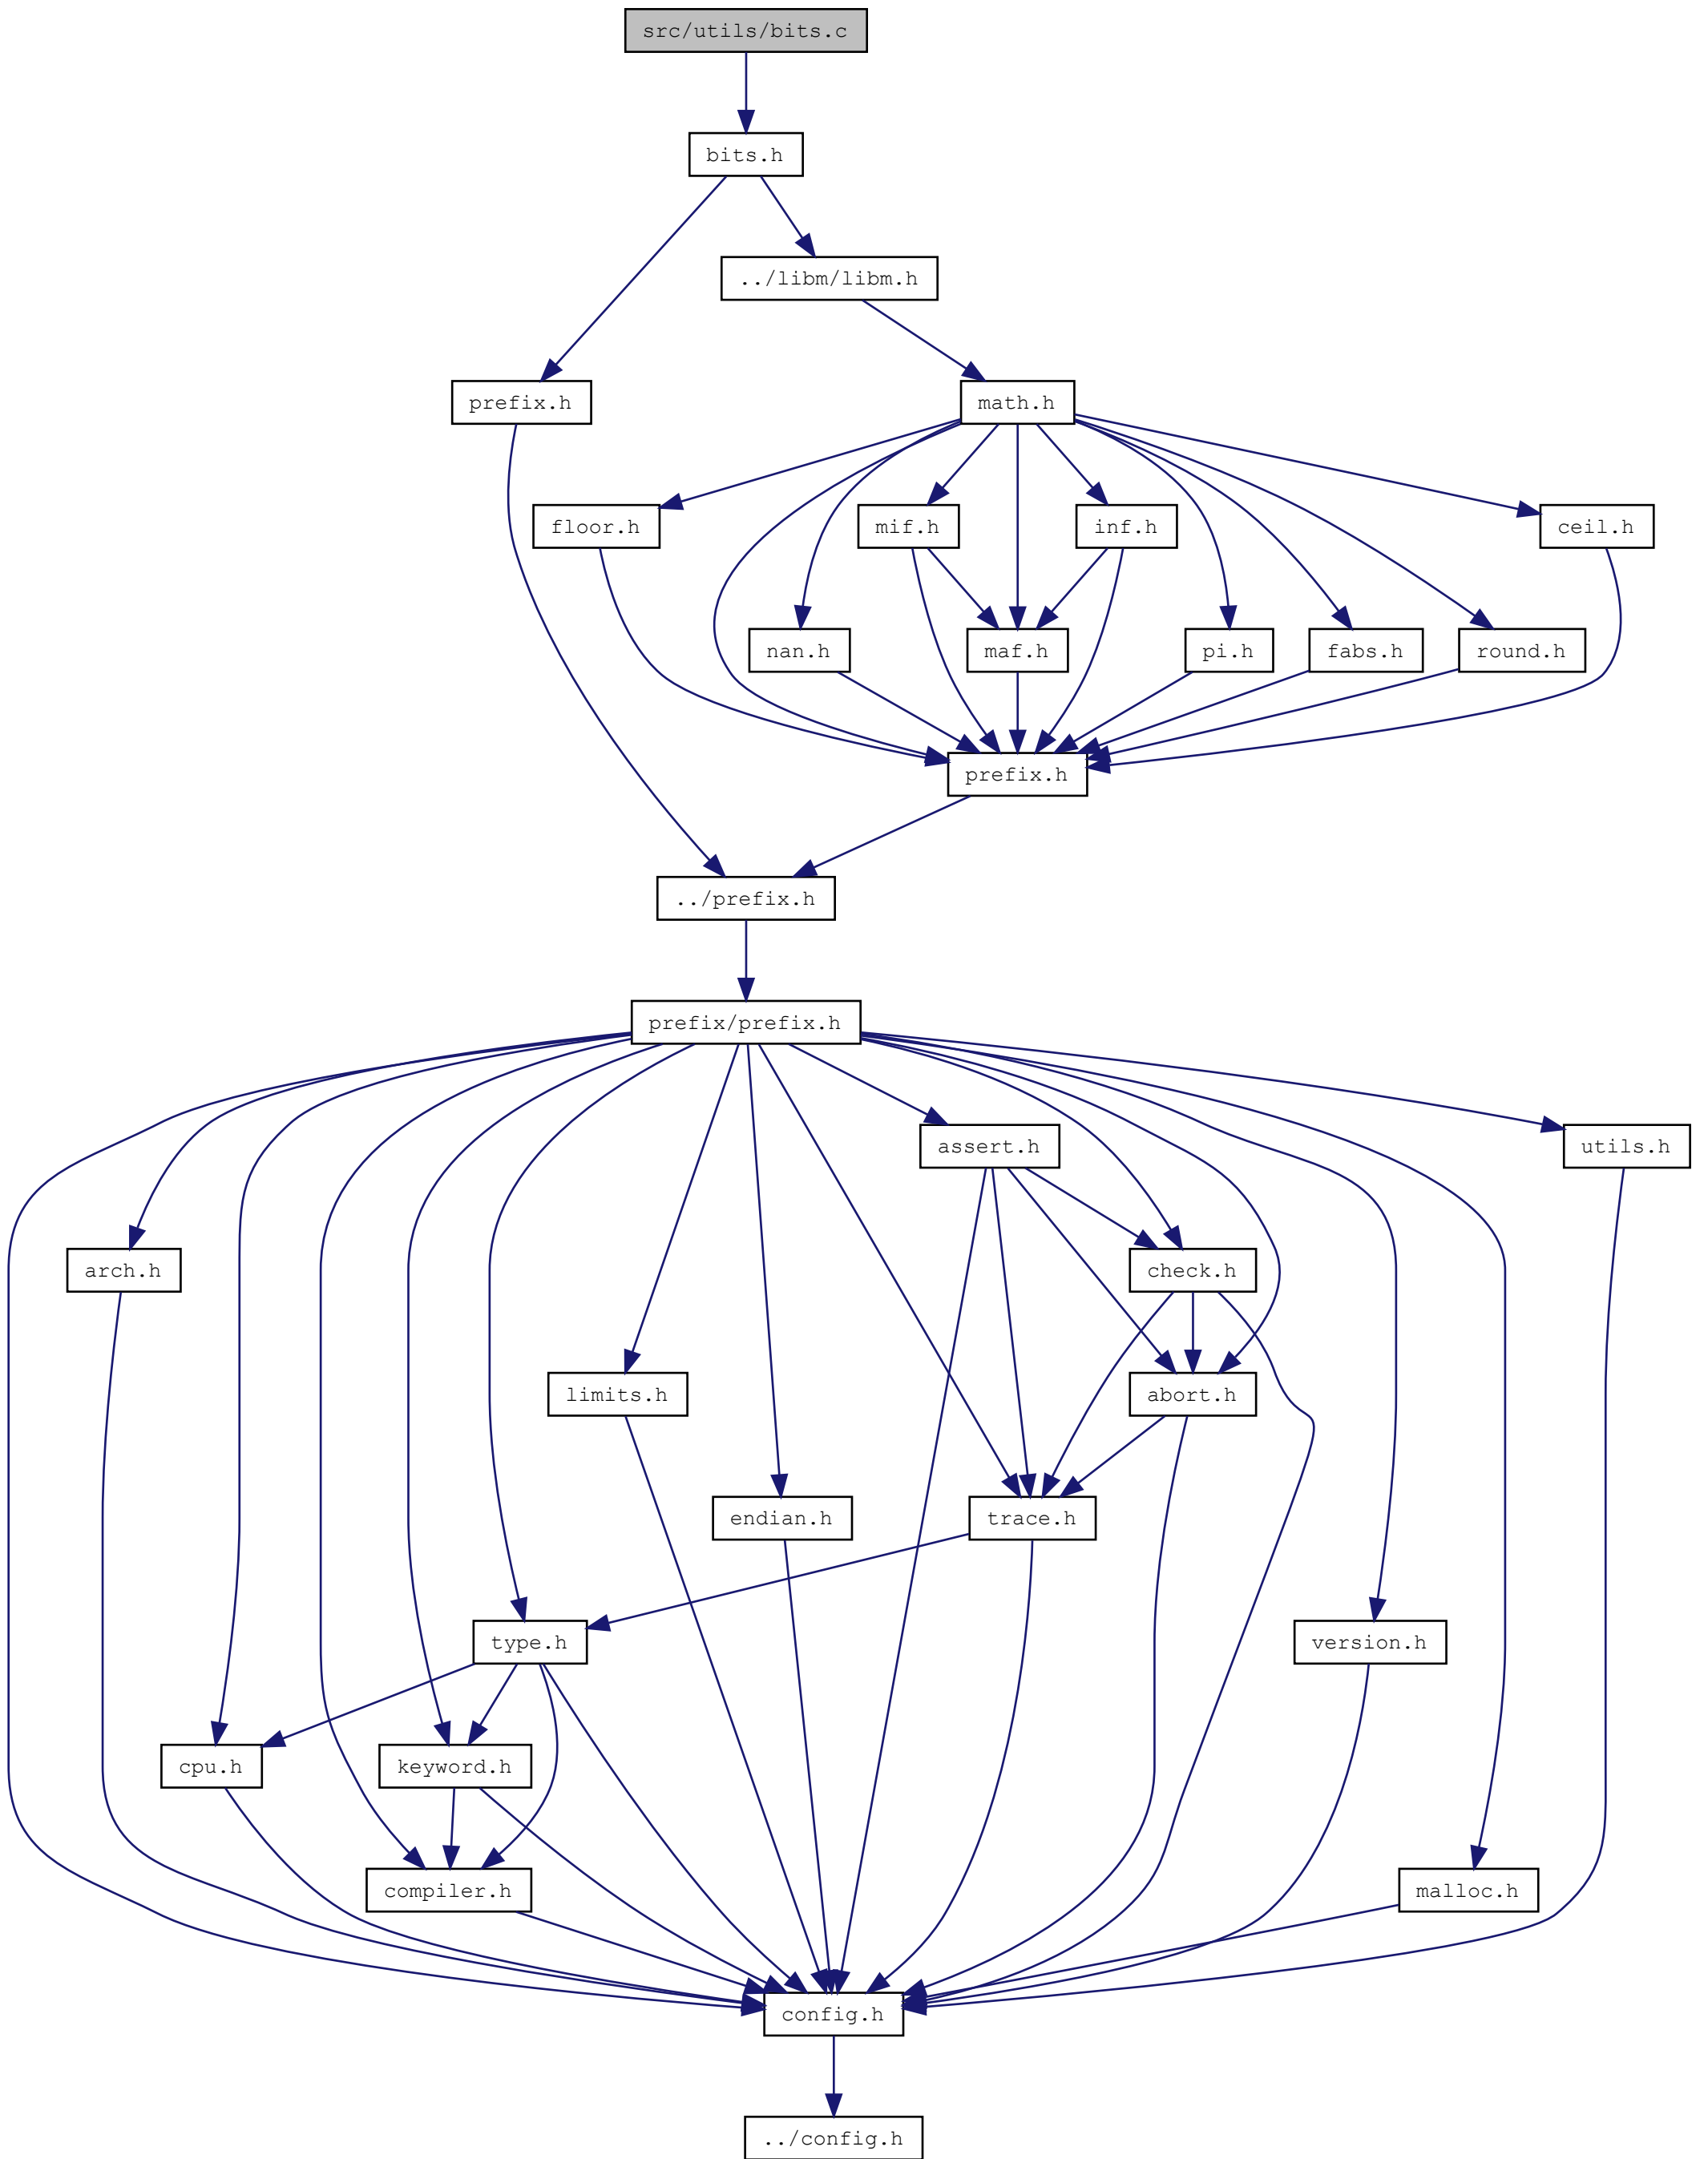 src/utils/bits.c
bits.h
../libm/libm.h
prefix.h
math.h
floor.h
mif.h
inf.h
ceil.h
nan.h
maf.h
pi.h
fabs.h
round.h
prefix.h
../prefix.h
prefix/prefix.h
assert.h
utils.h
arch.h
check.h
limits.h
abort.h
endian.h
trace.h
type.h
version.h
cpu.h
keyword.h
compiler.h
malloc.h
config.h
../config.h